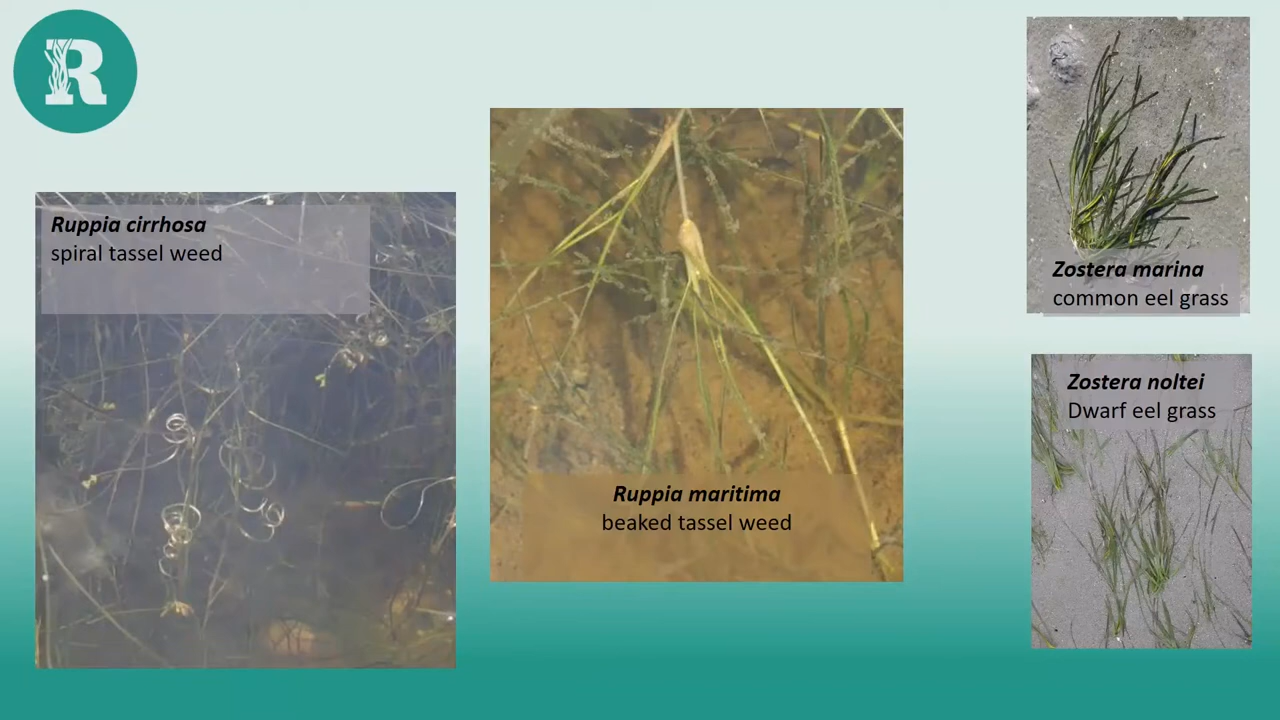 R
Ruppia cirrhosa
spiral tassel weed
Ruppia maritima
beaked tassel weed
Zostera marina
common eel grass
Zostera noltei
Dwarf eel grass